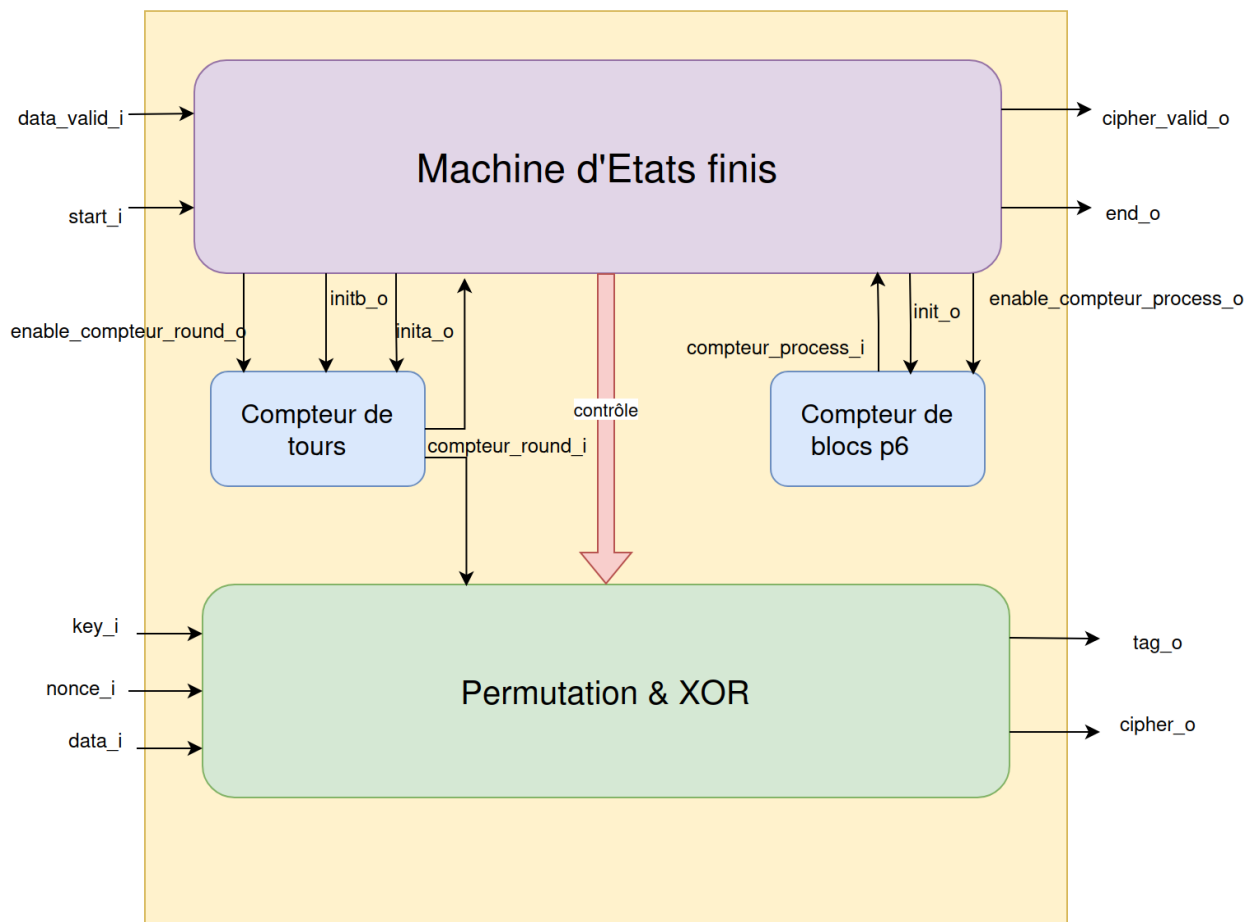 data_valid_i
cipher_valid_o
Machine d'Etats finis
start_i
end_o
initb_o
enable_compteur_process_o
init_o
enable_compteur_round_o
inita_o
compteur_process_i
contrôle
Compteur de
tours
Compteur de
blocs p6
compteur_round_i
key_i
tag_o
nonce_i
Permutation & XOR
cipher_o
data_i